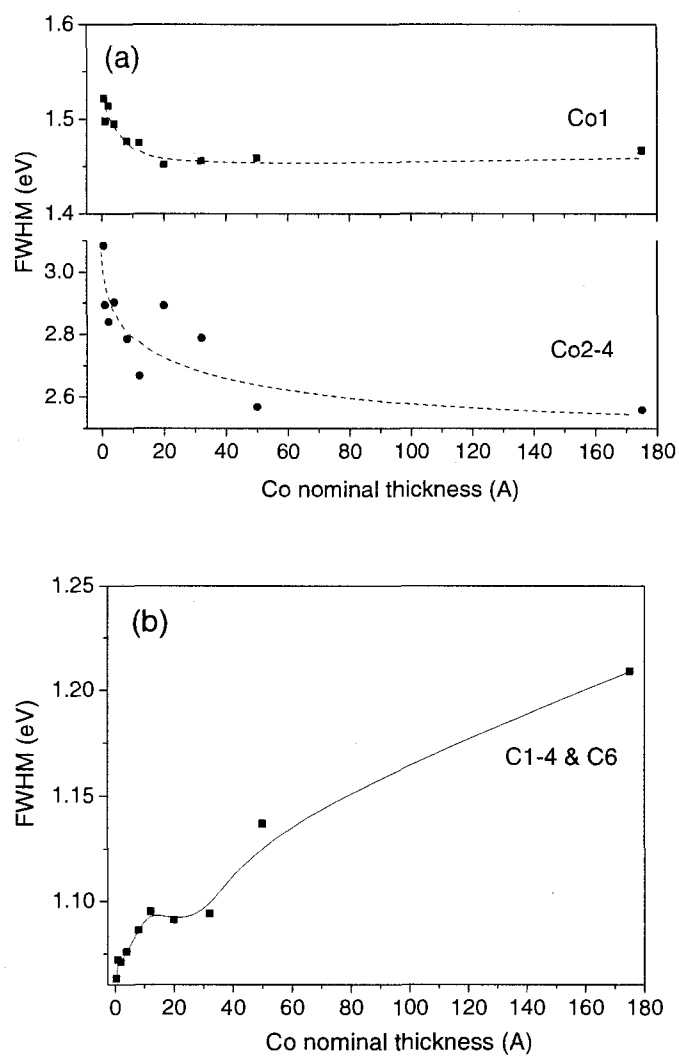 (a)
1.6
1.5
1.4
Co1
FWHM (eV)
3.0
2.8
2.6
Co2-4
0 20 40 60 80 100 120 140 160 180
Co nominal thickness (A)
(b)
1.25
1.20
1.15
1.10
FWHM (eV)
C1-4 & C6
0 20 40 60 80 100 120 140 160 180
Co nominal thickness (A)